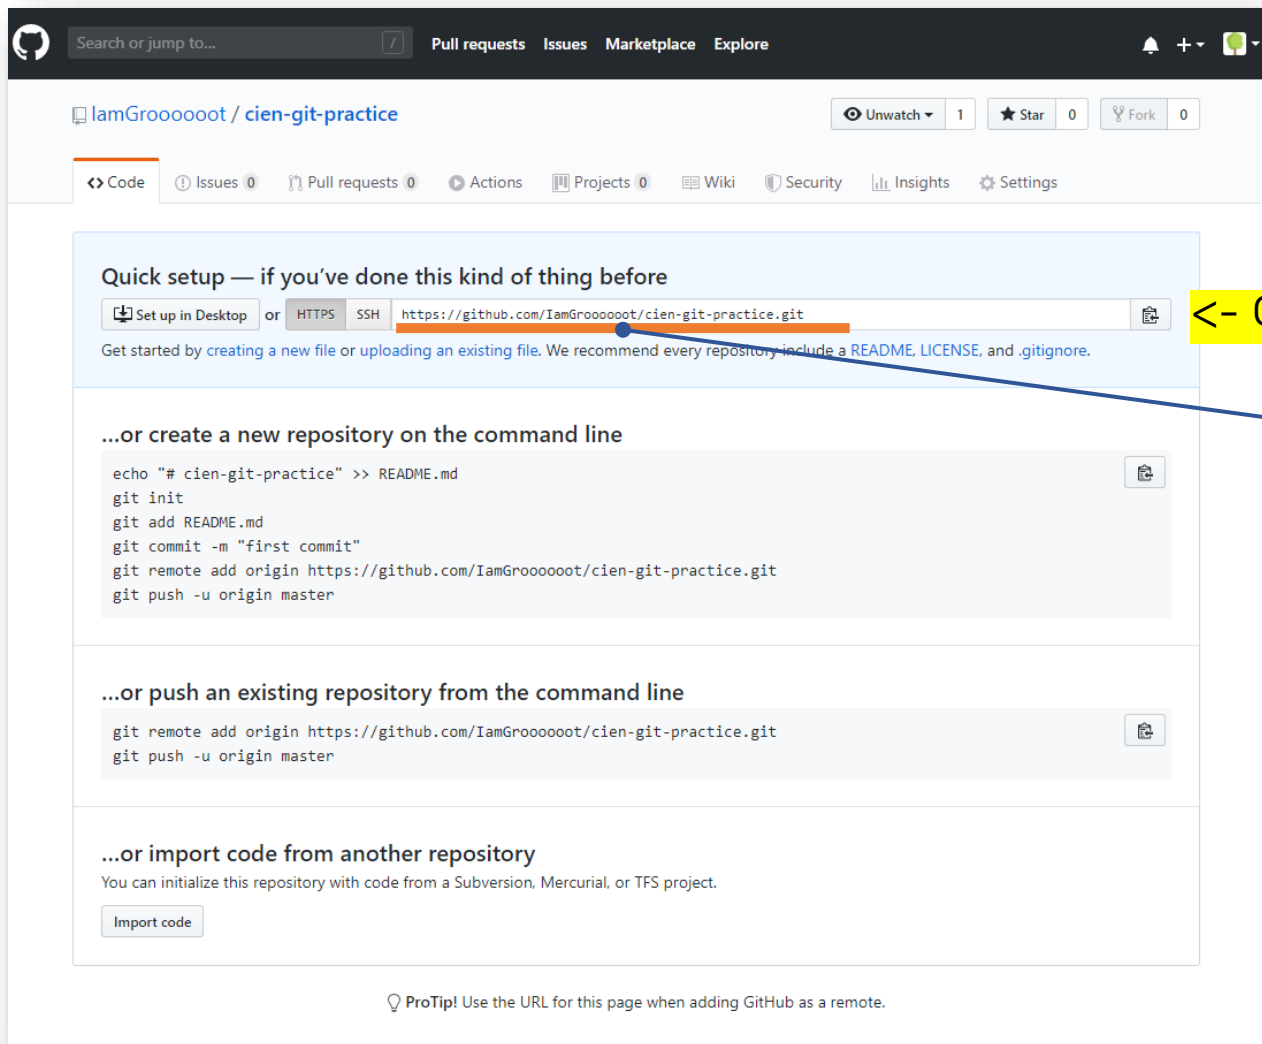 Search or jump to... /
Pull requests Issues Marketplace Explore
IamGroooooot / cien-git-practice
Unwatch 1 Star 0 Fork 0
Code Issues 0 Pull requests 0 Actions Projects 0 Wiki Security Insights Settings
Quick setup — if you’ve done this kind of thing before
Set up in Desktop or HTTPS SSH https://github.com/IamGroooooot/cien-git-practice.git
<-
Get started by creating a new file or uploading an existing file. We recommend every repository include a README, LICENSE, and .gitignore.
…or create a new repository on the command line
echo "# cien-git-practice" >> README.md
git init
git add README.md
git commit -m "first commit"
git remote add origin https://github.com/IamGroooooot/cien-git-practice.git
git push -u origin master
…or push an existing repository from the command line
git remote add origin https://github.com/IamGroooooot/cien-git-practice.git
git push -u origin master
…or import code from another repository
You can initialize this repository with code from a Subversion, Mercurial, or TFS project.
Import code
ProTip! Use the URL for this page when adding GitHub as a remote.